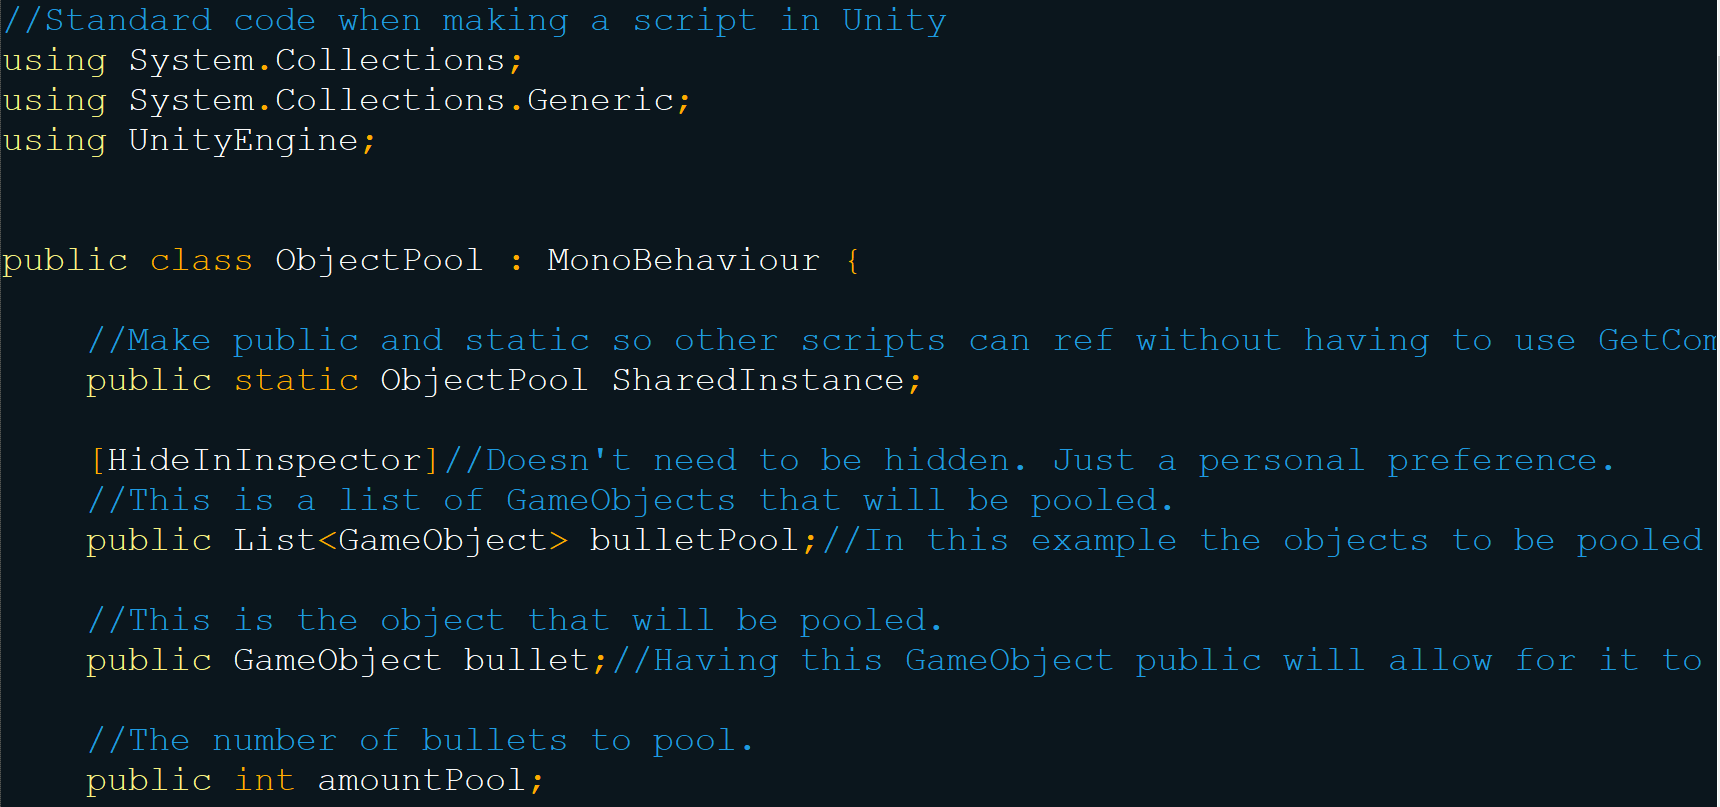 //Standard code when making a script in Unity
using System.Collections;
using System.Collections.Generic;
using UnityEngine;
public class ObjectPool : MonoBehaviour {
//Make public and static so other scripts can ref without having to use GetCom
public static ObjectPool SharedInstance;
[HideInInspector]//Doesn't need to be hidden. Just a personal preference.
//This is a list of GameObjects that will be pooled.
public List<GameObject> bulletPool;//In this example the objects to be pooled
//This is the object that will be pooled.
public GameObject bullet;//Having this GameObject public will allow for it to
//The number of bullets to pool.
public int amountPool;